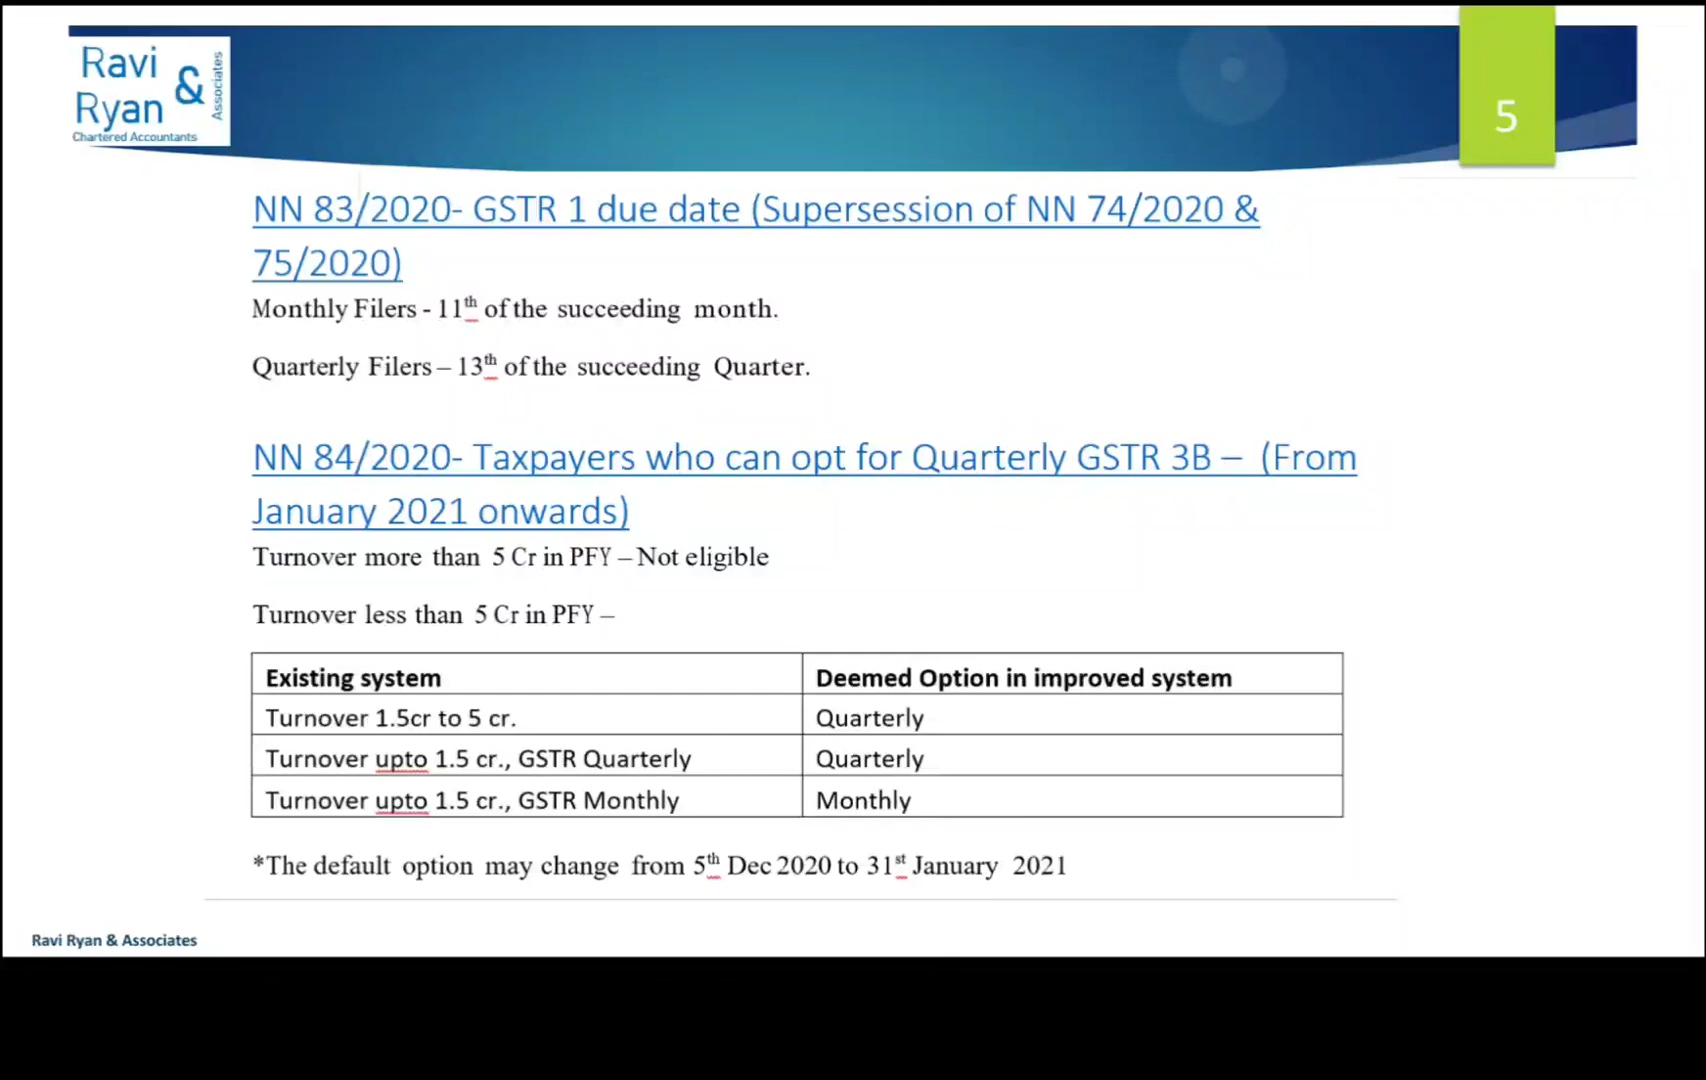 Ravi
Ryan
&
Associates
Chartered Accountants
5
NN 83/2020- GSTR 1 due date (Supersession of NN 74/2020 &
75/2020)
Monthly Filers - 11th of the succeeding month.
Quarterly Filers – 13th of the succeeding Quarter.
NN 84/2020- Taxpayers who can opt for Quarterly GSTR 3B – (From
January 2021 onwards)
Turnover more than 5 Cr in PFY – Not eligible
Turnover less than 5 Cr in PFY –
Existing system Deemed Option in improved system
Turnover 1.5cr to 5 cr. Quarterly
Turnover upto 1.5 cr., GSTR Quarterly Quarterly
Turnover upto 1.5 cr., GSTR Monthly Monthly
*The default option may change from 5th Dec 2020 to 31st January 2021
Ravi Ryan & Associates